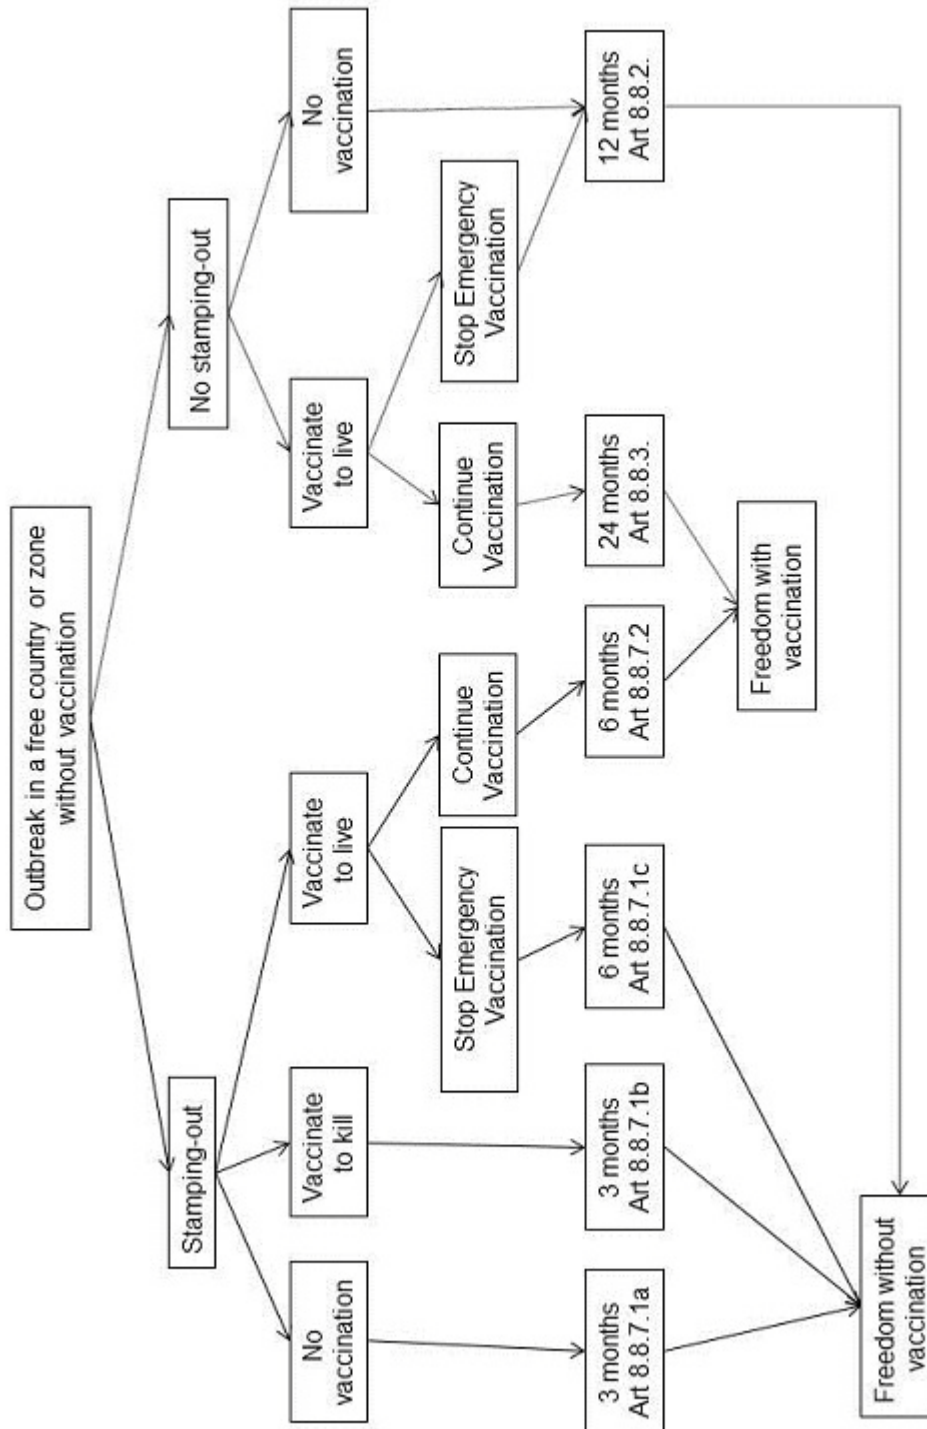 Outbreak in a free country or zone
without vaccination
Stamping-out
No stamping-out
No
vaccination
Vaccinate
to kill
Vaccinate
to live
Vaccinate
to live
No
vaccination
Stop Emergency
Vaccination
Continue
Vaccination
Continue
Vaccination
Stop Emergency
Vaccination
3 months
Art 8.8.7.1a
3 months
Art 8.8.7.1b
6 months
Art 8.8.7.1c
6 months
Art 8.8.7.2
24 months
Art 8.8.3.
12 months
Art 8.8.2.
Freedom with
vaccination
Freedom without
vaccination